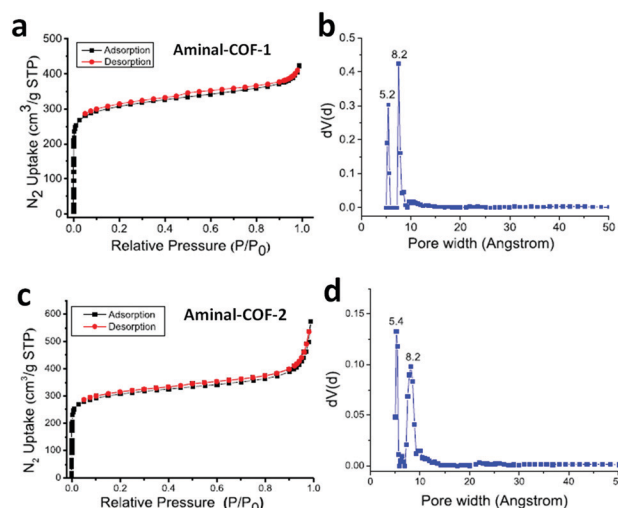 a
Aminal-COF-1
Adsorption
Desorption
500
400
300
200
100
0
0.0 0.2 0.4 0.6 0.8 1.0
N2 Uptake (cm³/g STP)
Relative Pressure (P/P0)
b
5.2
8.2
0.5
0.4
0.3
0.2
0.1
0.0
0 10 20 30 40 50
dV(d)
Pore width (Angstrom)
c
Aminal-COF-2
Adsorption
Desorption
600
500
400
300
200
100
0
0.0 0.2 0.4 0.6 0.8 1.0
N2 Uptake (cm³/g STP)
Relative Pressure (P/P0)
d
5.4
8.2
0.15
0.10
0.05
0.00
0 10 20 30 40 50
dV(d)
Pore width (Angstrom)